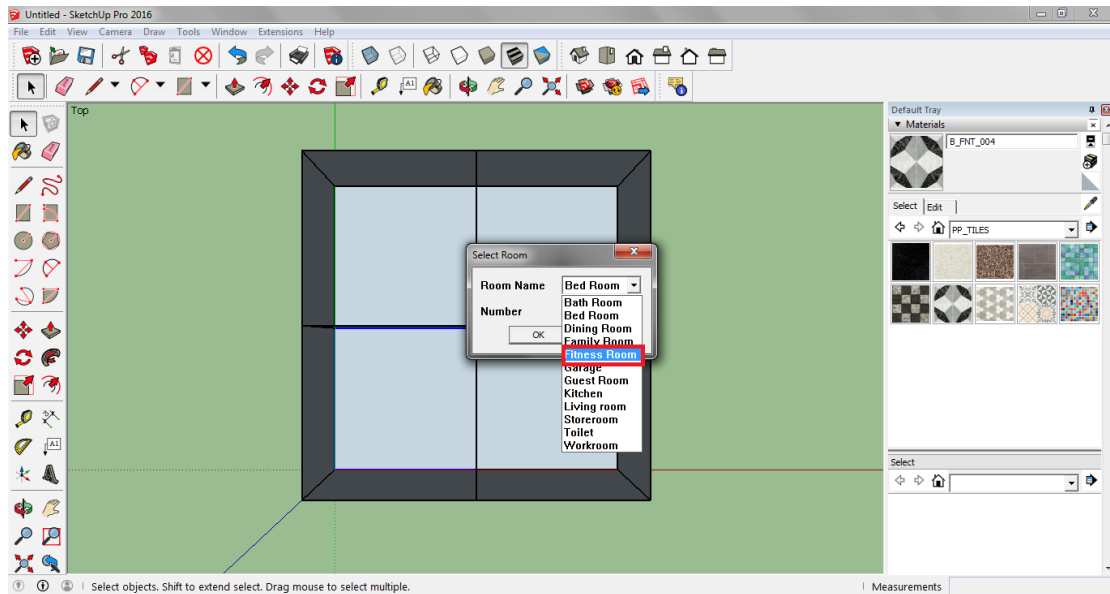 Untitled - SketchUp Pro 2016
File Edit View Camera Draw Tools Window Extensions Help
A1
Top
Default Tray
Materials
B_FNT_004
Select Edit
PP_TILES
Select Room
Room Name Bed Room
Number
OK
Bath Room
Bed Room
Dining Room
Family Room
Fitness Room
Garage
Guest Room
Kitchen
Living room
Storeroom
Toilet
Workroom
A1
Select
Select objects. Shift to extend select. Drag mouse to select multiple.
Measurements